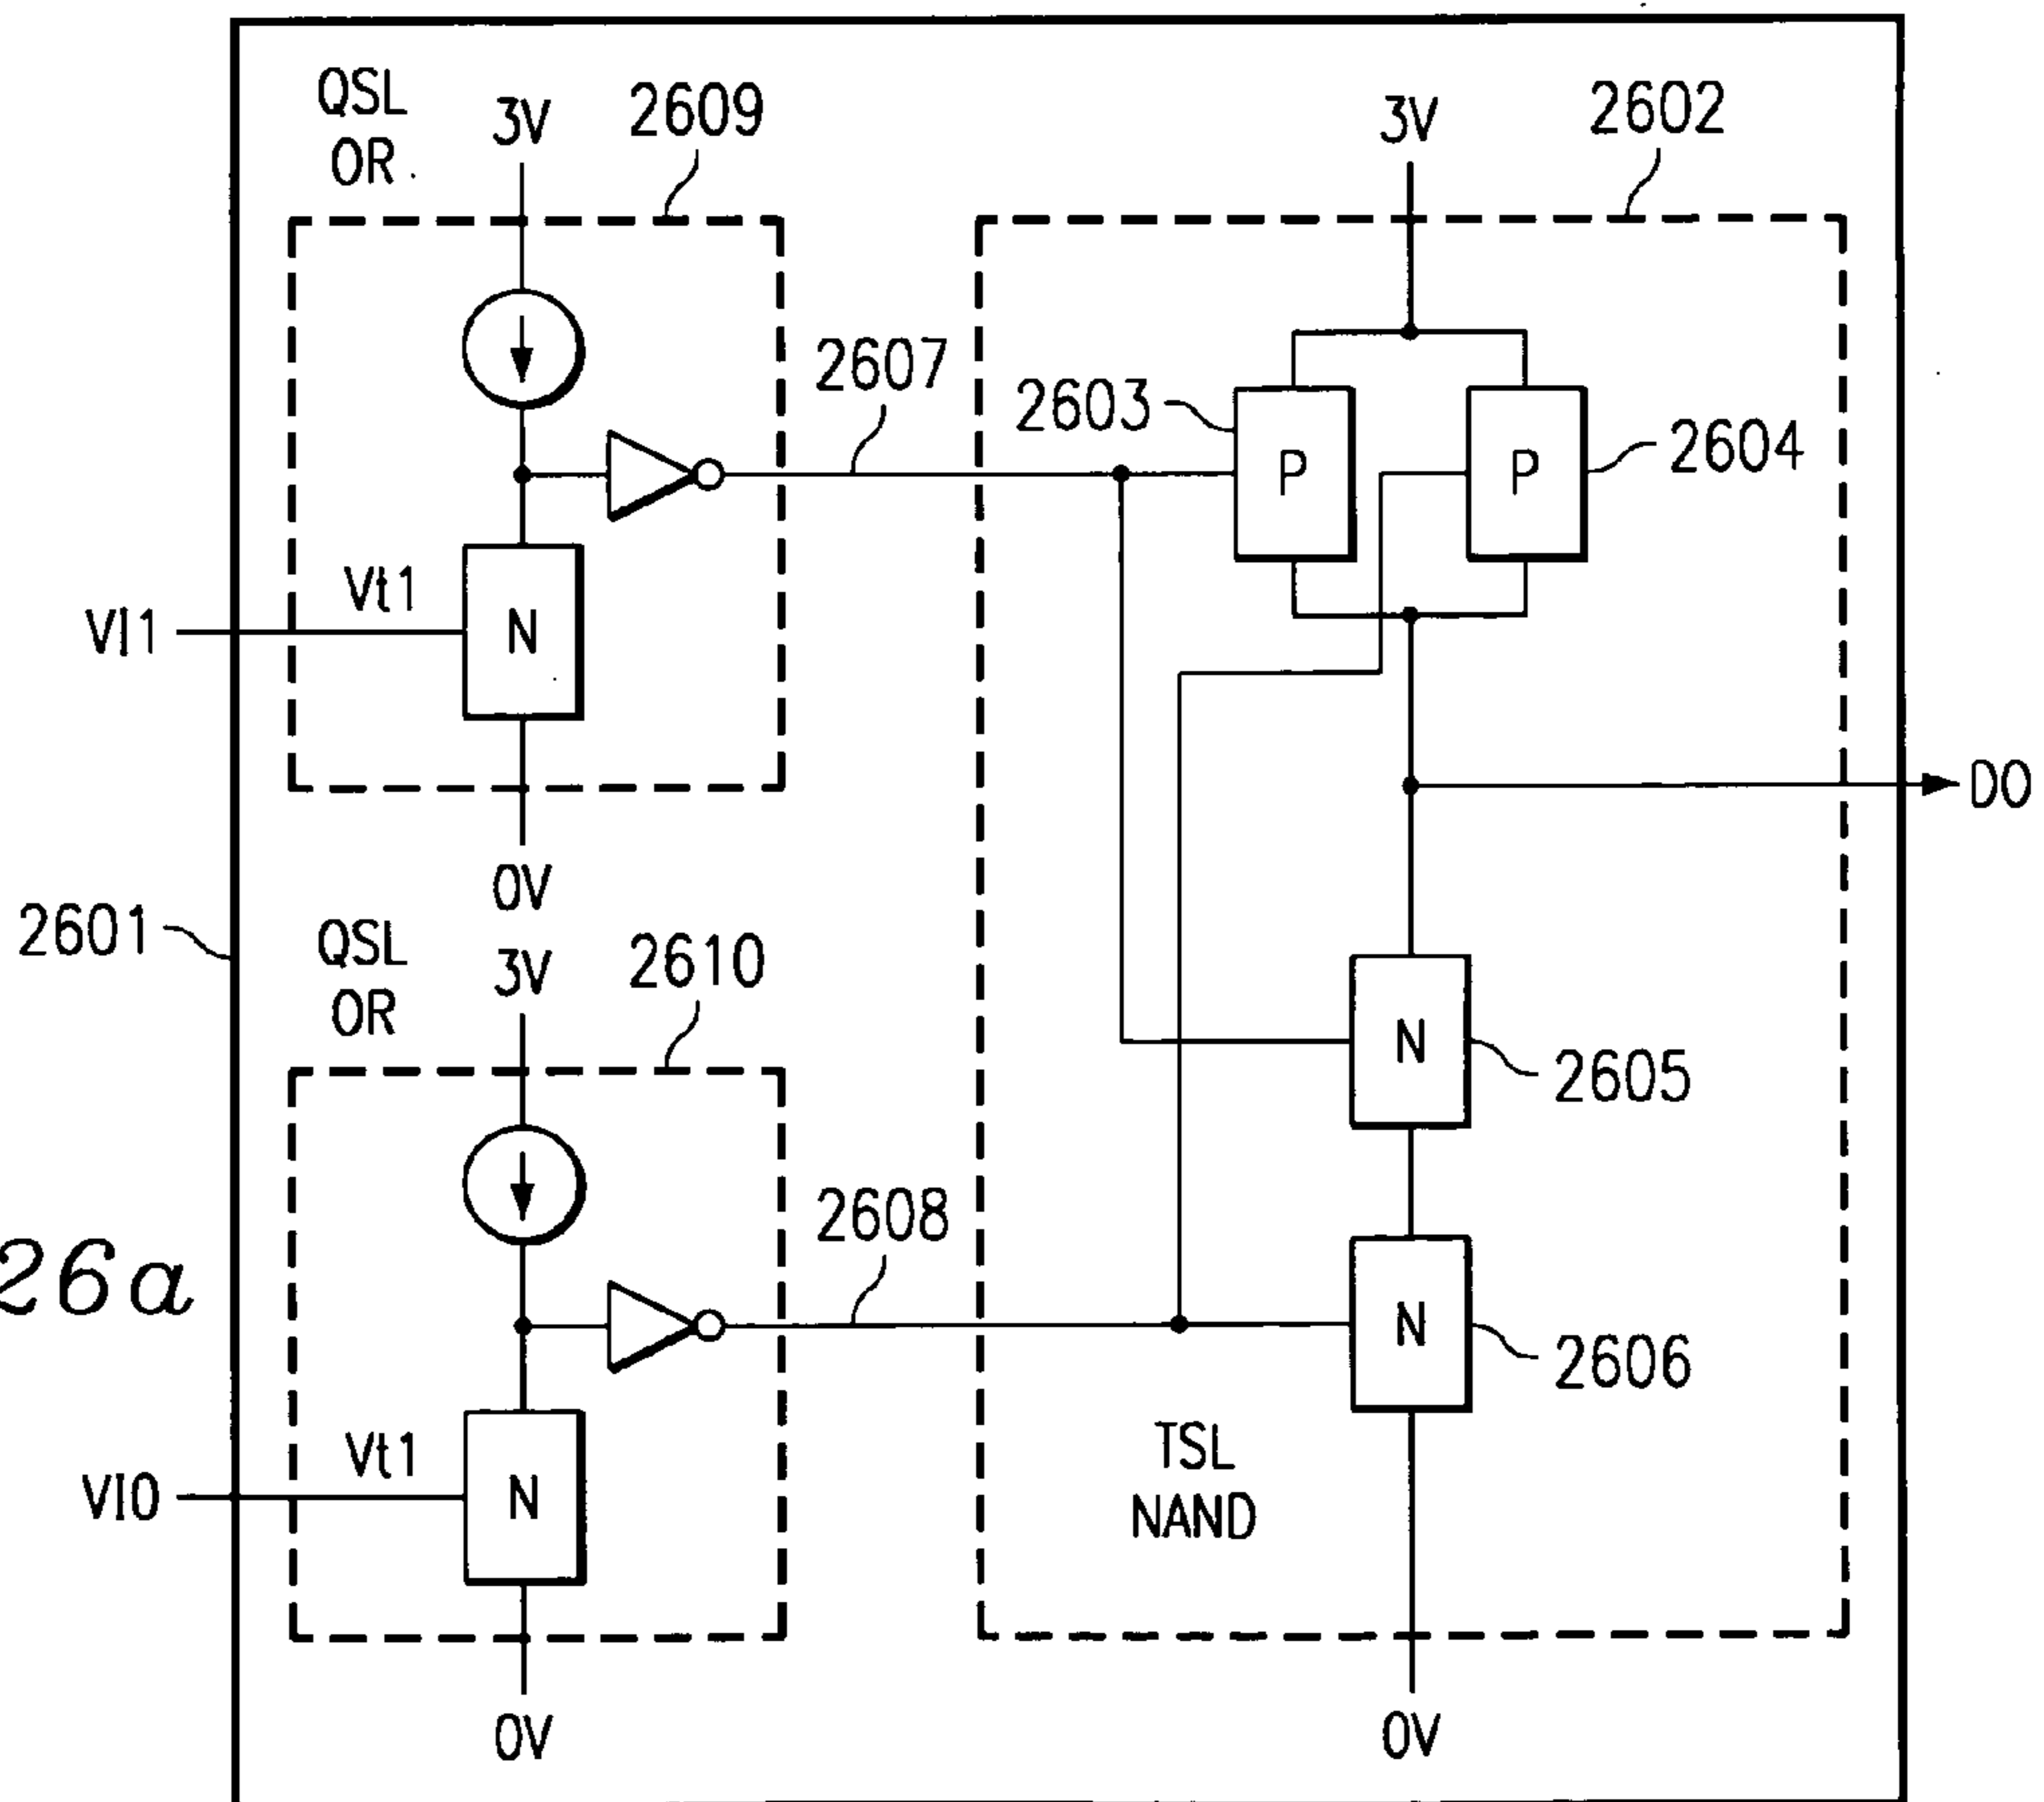 QSL
OR
3V
2609
3V
2602
2607
2603
P
P
2604
Vt1
VI1
N
DO
0V
2601
QSL
OR
3V
2610
N
2605
2608
26a
N
2606
Vt1
VI0
N
TSL
NAND
0V
0V